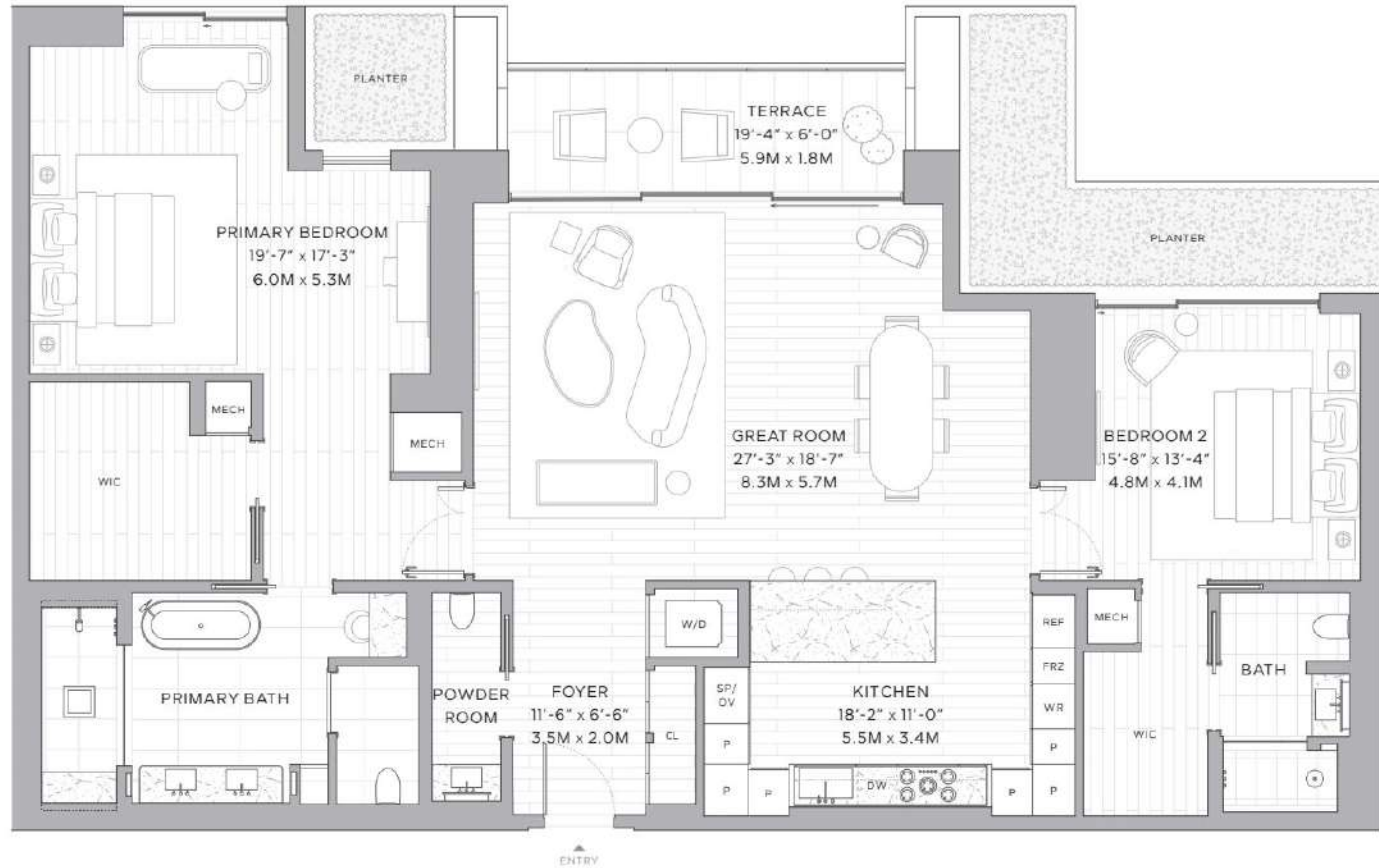 PLANTER
TERRACE
19'-4" x 6'-0"
5.9M x 1.8M
PRIMARY BEDROOM
19'-7" x 17'-3"
6.0M x 5.3M
PLANTER
MECH
MECH
WIC
GREAT ROOM
27'-3" x 18'-7"
8.3M x 5.7M
BEDROOM 2
15'-8" x 13'-4"
4.8M x 4.1M
W/D
REF
MECH
FRZ
PRIMARY BATH
POWDER
ROOM
FOYER
11'-6" x 6'-6"
3.5M x 2.0M
CL
SP/
DV
P
P
P
KITCHEN
18'-2" x 11'-0"
5.5M x 3.4M
DW
WR
P
P
P
WIC
BATH
ENTRY